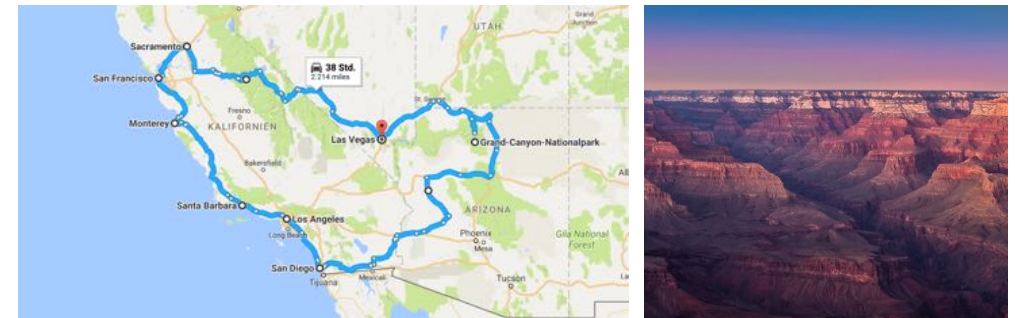 UTAH
Grand
Junction
Sacramento
38 Std.
2.214 miles
San Francisco
St. George
Fresno
Monterey
KALIFORNIEN
Las Vegas
Grand-Canyon-Nationalpark
Bakersfield
Santa Barbara
Los Angeles
ARIZONA
Long Beach
Phoenix
Mesa
Gila National
Forest
San Diego
Mexicali
Tijuana
Tucson